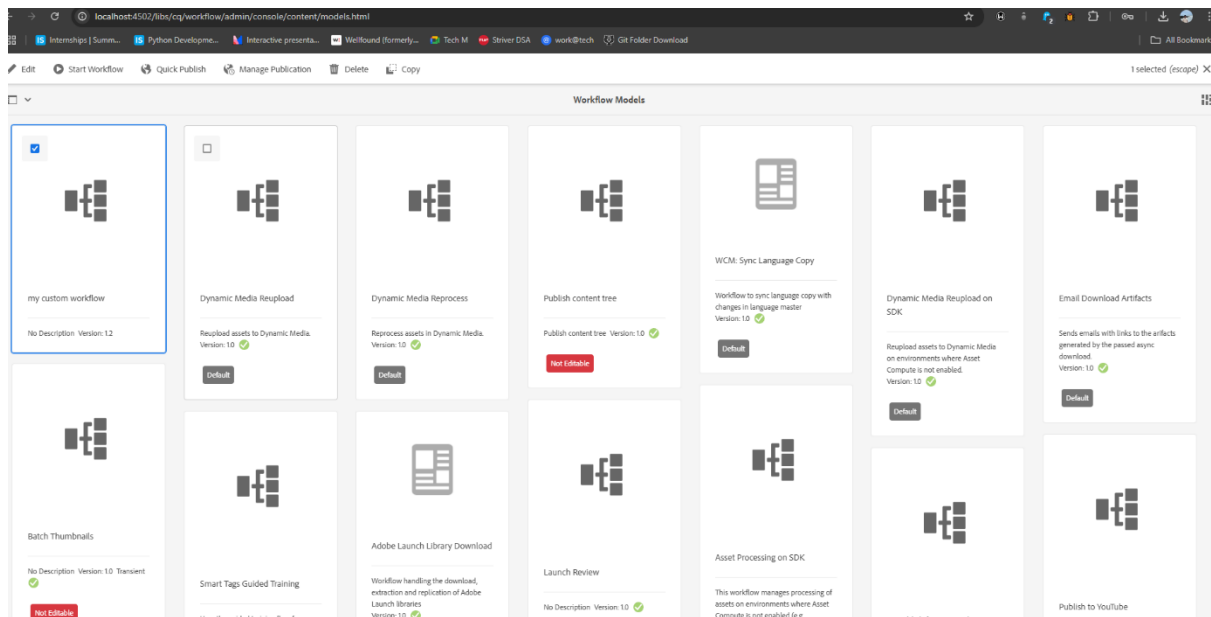 localhost:4502/libs/cq/workflow/admin/console/content/models.html
Internships | Summ... Python Developme... Interactive presenta... Wellfound (formerly... Tech M Striver DSA work@tech Git Folder Download All Bookmark
Edit Start Workflow Quick Publish Manage Publication Delete Copy 1 selected (escape)
Workflow Models
my custom workflow
No Description Version: 1.2
Dynamic Media Reupload
Reupload assets to Dynamic Media.
Version: 1.0
Default
Dynamic Media Reprocess
Reprocess assets in Dynamic Media.
Version: 1.0
Default
Publish content tree
Publish content tree Version: 1.0
Not Editable
WCM: Sync Language Copy
Workflow to sync language copy with
changes in language master
Version: 1.0
Default
Dynamic Media Reupload on
SDK
Reupload assets to Dynamic Media
on environments where Asset
Compute is not enabled.
Version: 1.0
Default
Email Download Artifacts
Sends emails with links to the arifacts
generated by the passed async
download.
Version: 1.0
Default
Batch Thumbnails
No Description Version: 1.0 Transient
Not Editable
Smart Tags Guided Training
Adobe Launch Library Download
Workflow handling the download,
extraction and replication of Adobe
Launch libraries
Version: 1.0
Launch Review
No Description Version: 1.0
Asset Processing on SDK
This workflow manages processing of
assets on environments where Asset
Compute is not enabled (e.g.
Publish to YouTube